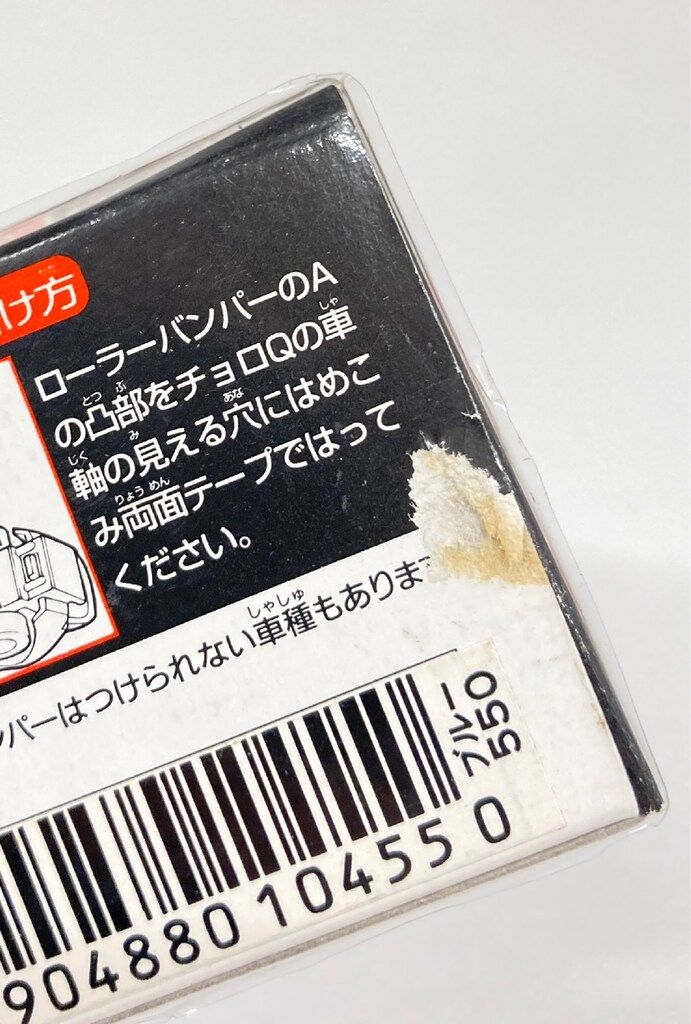 け方
ローラーバンパーのA
の凸部をチョロQの車
軸の見える穴にはめこ
み両面テープではって
ください。
パーはつけられない車種もありま
ブルー
550
904880 104550